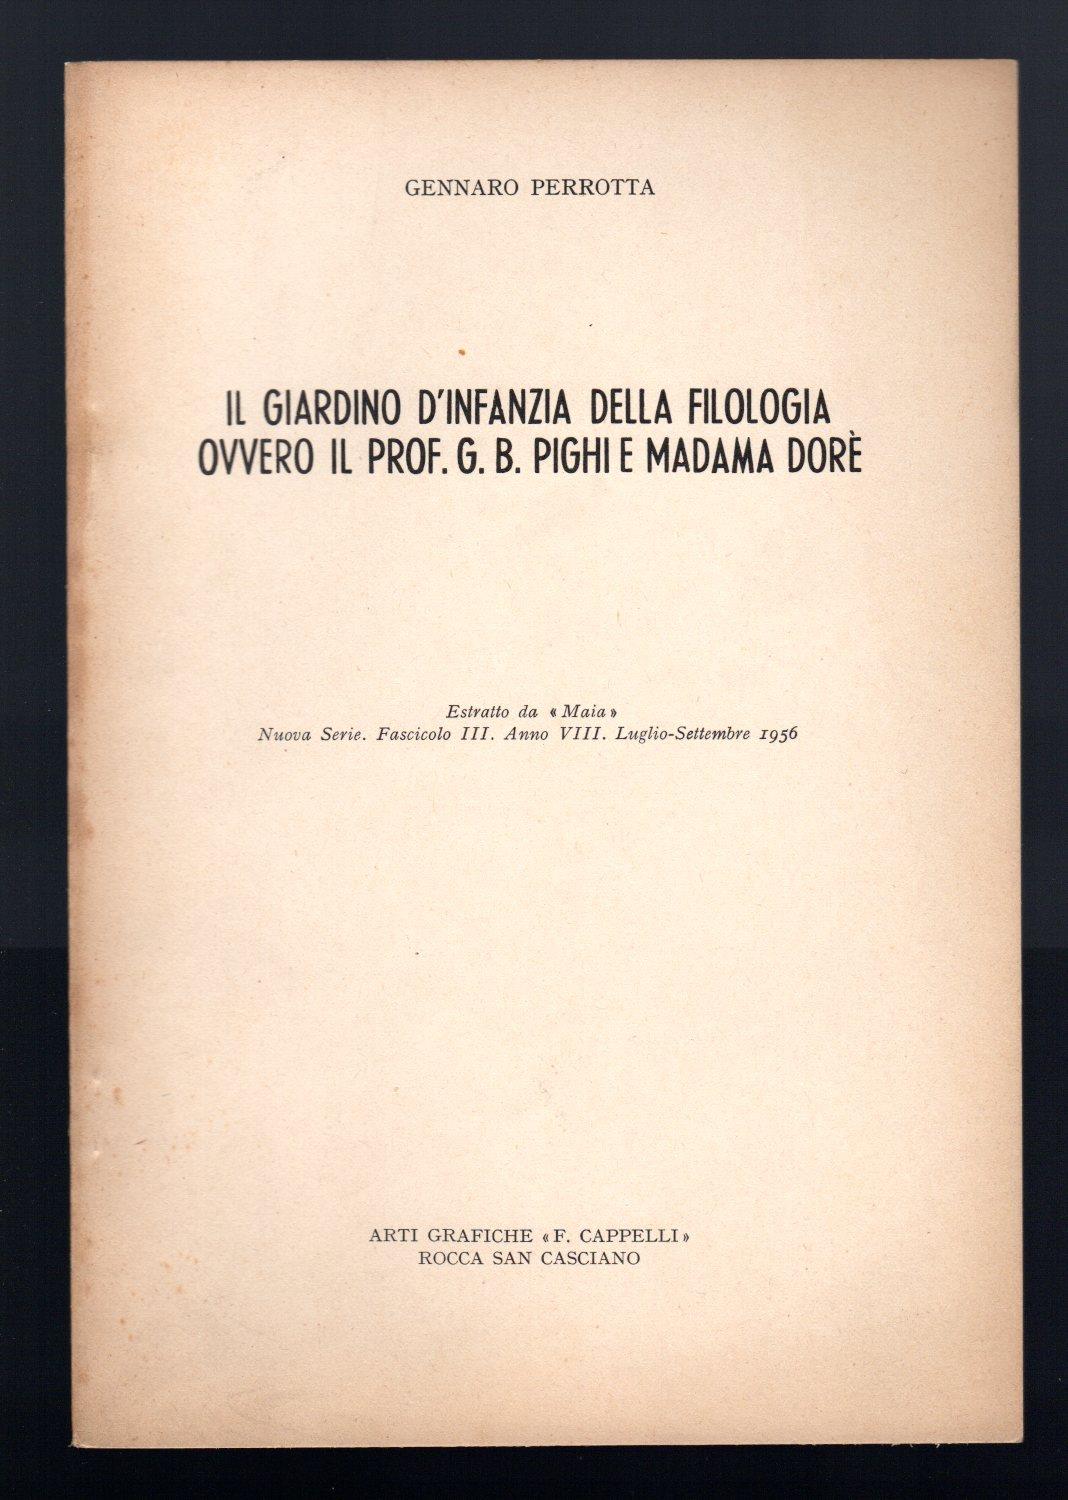 GENNARO PERROTTA
IL GIARDINO D'INFANZIA DELLA FILOLOGIA
OVVERO IL PROF. G. B. PIGHI E MADAMA DORÈ
Estratto da «Maia»
Nuova Serie. Fascicolo III. Anno VIII. Luglio-Settembre 1956
ARTI GRAFICHE «F. CAPPELLI»
ROCCA SAN CASCIANO